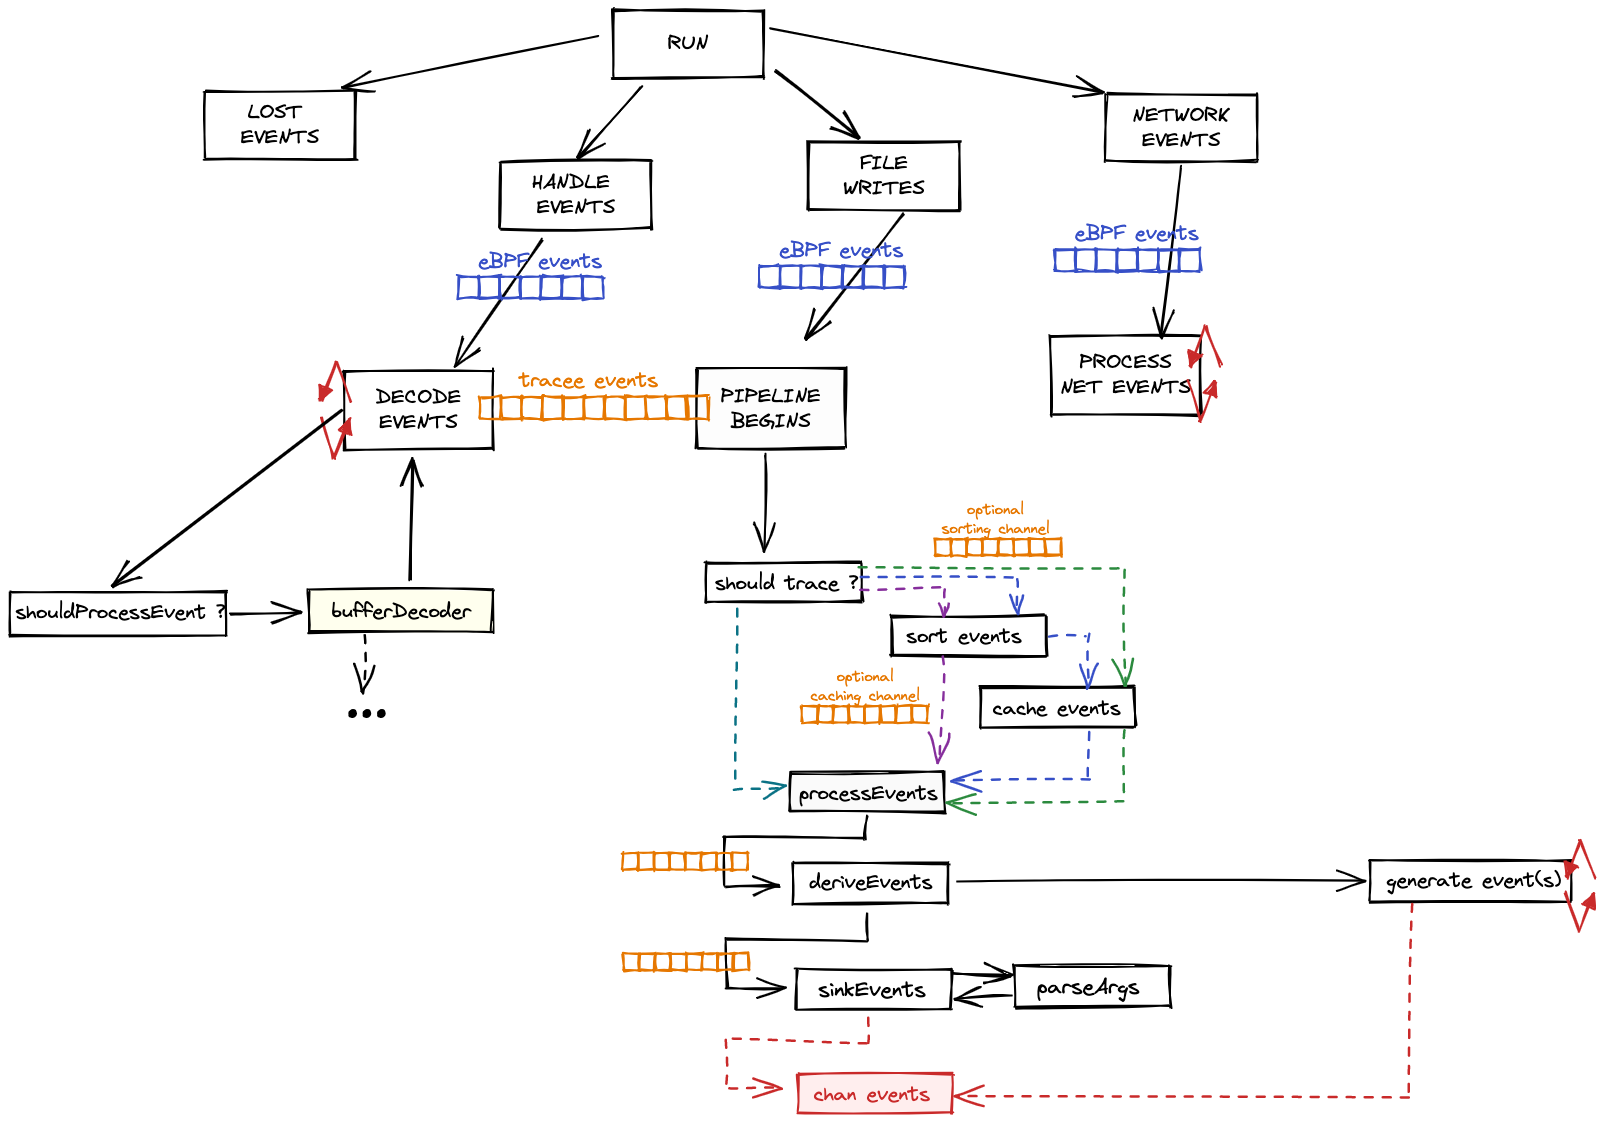 RUN
LOST
EVENTS
NETWORK
EVENTS
FILE
WRITES
HANDLE
EVENTS
eBPF events
eBPF events
eBPF events
PROCESS
NET EVENTS
tracee events
DECODE
EVENTS
PIPELINE
BEGINS
optional
sorting channel
should trace ?
shouldProcessEvent ?
bufferDecoder
sort events
optional
caching channel
cache events
...
processEvents
deriveEvents
generate event(s)
sinkEvents
parseArgs
chan events